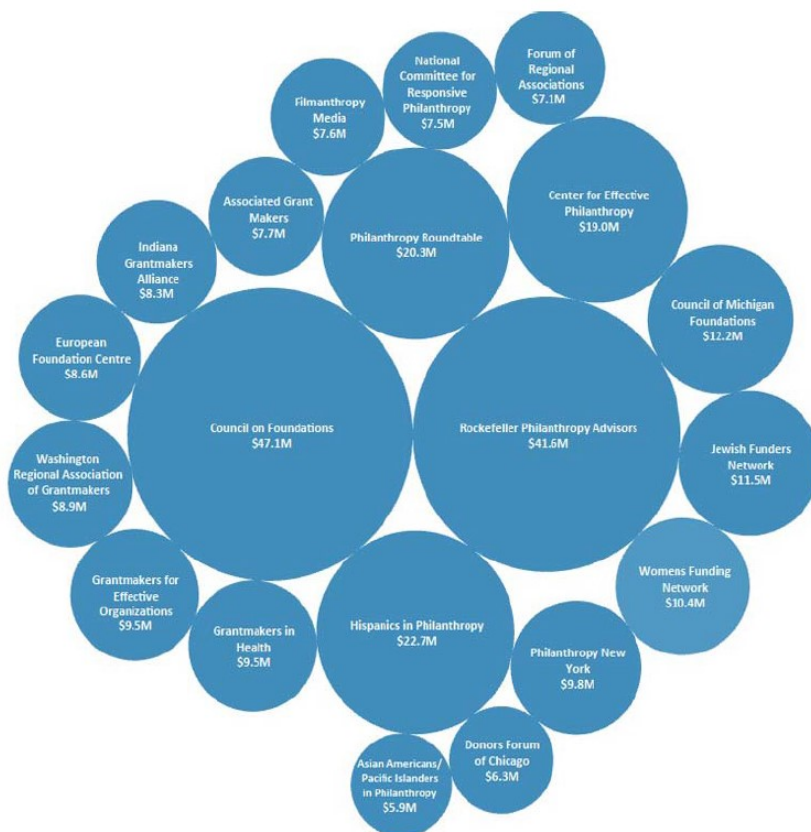 Forum of
Regional
Associations
$7.1M
National
Committee for
Responsive
Philanthropy
$7.5M
Filmanthropy
Media
$7.6M
Associated Grant
Makers
$7.7M
Philanthropy Roundtable
$20.3M
Center for Effective
Philanthropy
$19.0M
Indiana
Grantmakers
Alliance
$8.3M
Council of Michigan
Foundations
$12.2M
European
Foundation Centre
$8.6M
Council on Foundations
$47.1M
Rockefeller Philanthropy Advisors
$41.6M
Jewish Funders
Network
$11.5M
Washington
Regional Association
of Grantmakers
$8.9M
Grantmakers for
Effective
Organizations
$9.5M
Womens Funding
Network
$10.4M
Grantmakers in
Health
$9.5M
Hispanics in Philanthropy
$22.7M
Philanthropy New
York
$9.8M
Donors Forum
of Chicago
$6.3M
Asian Americans/
Pacific Islanders
in Philanthropy
$5.9M